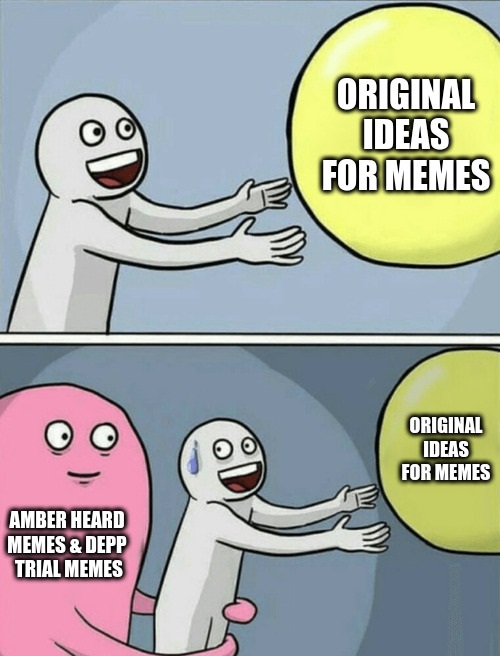 ORIGINAL
IDEAS
FOR MEMES
ORIGINAL
IDEAS
FOR MEMES
AMBER HEARD
MEMES & DEPP
TRIAL MEMES